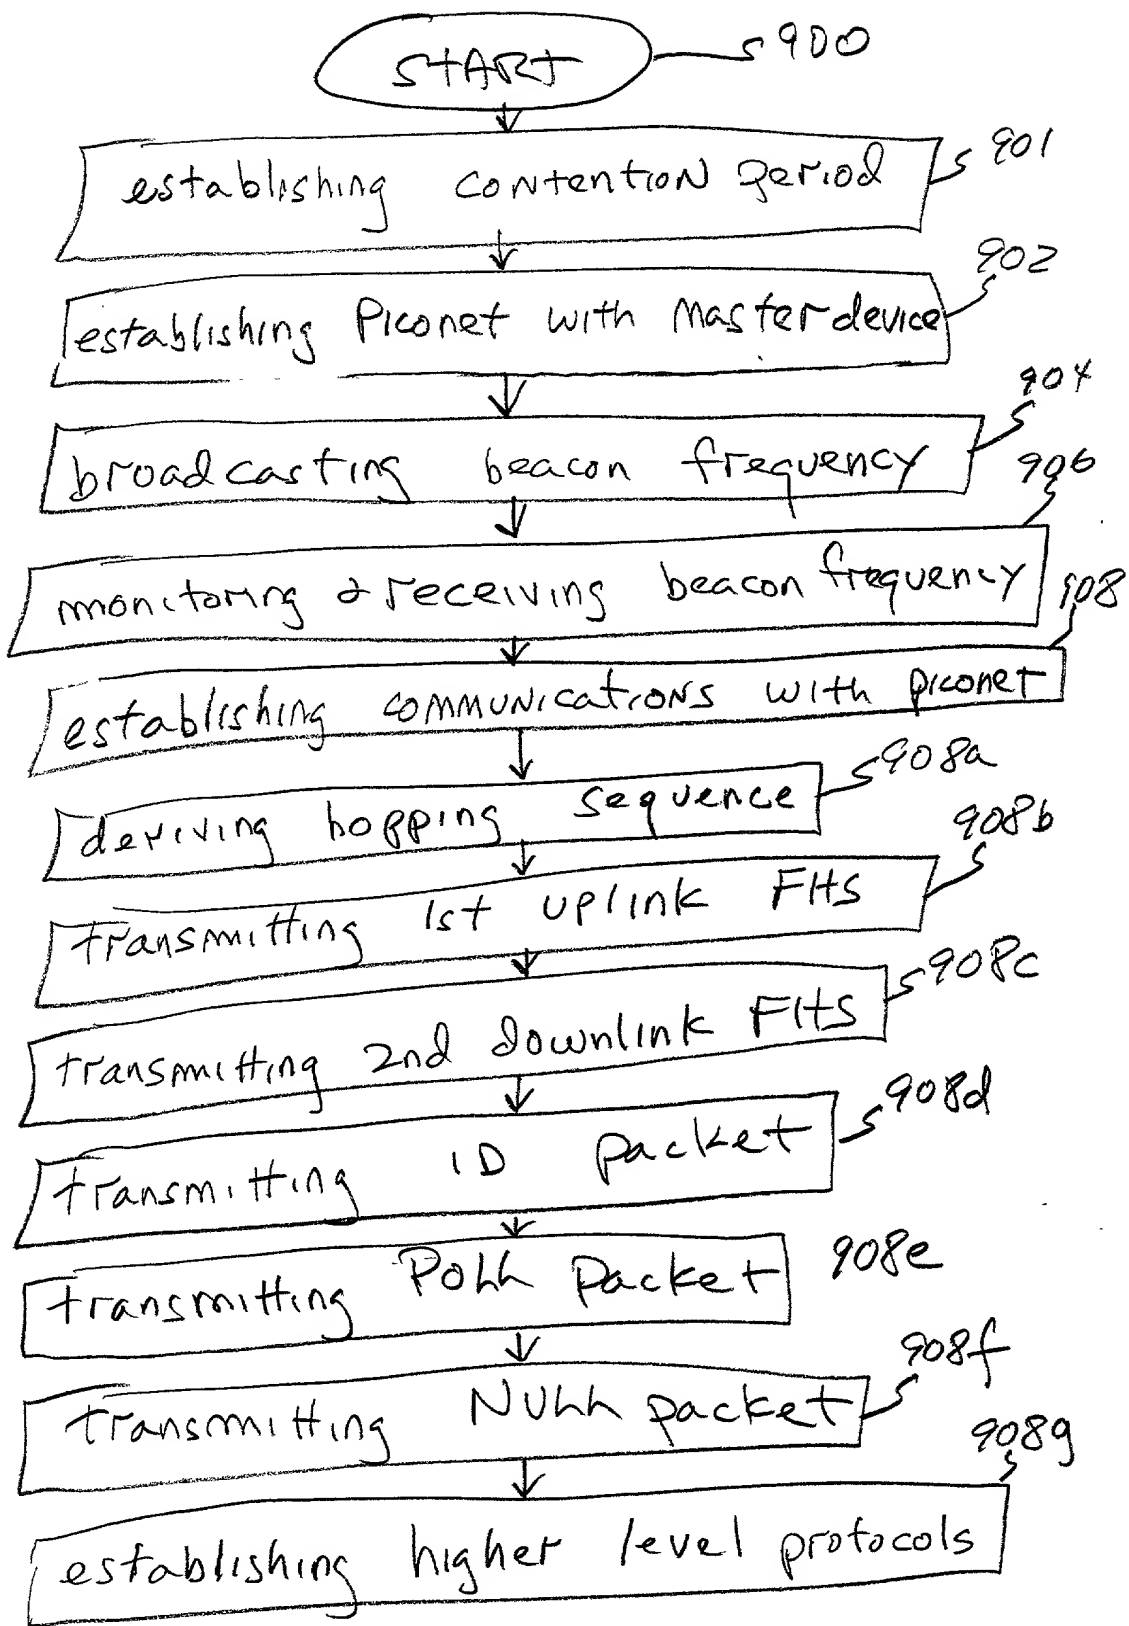 START 900
establishing contention period 901
902
establishing Piconet with Master device
904
broadcasting beacon frequency
906
monitoring & receiving beacon frequency
908
establishing communications with piconet
deriving hopping sequence 908a
908b
transmitting 1st uplink FHS
transmitting 2nd downlink FHS 908c
908d
transmitting ID packet
transmitting POLL Packet 908e
908f
transmitting NULL packet
908g
establishing higher level protocols